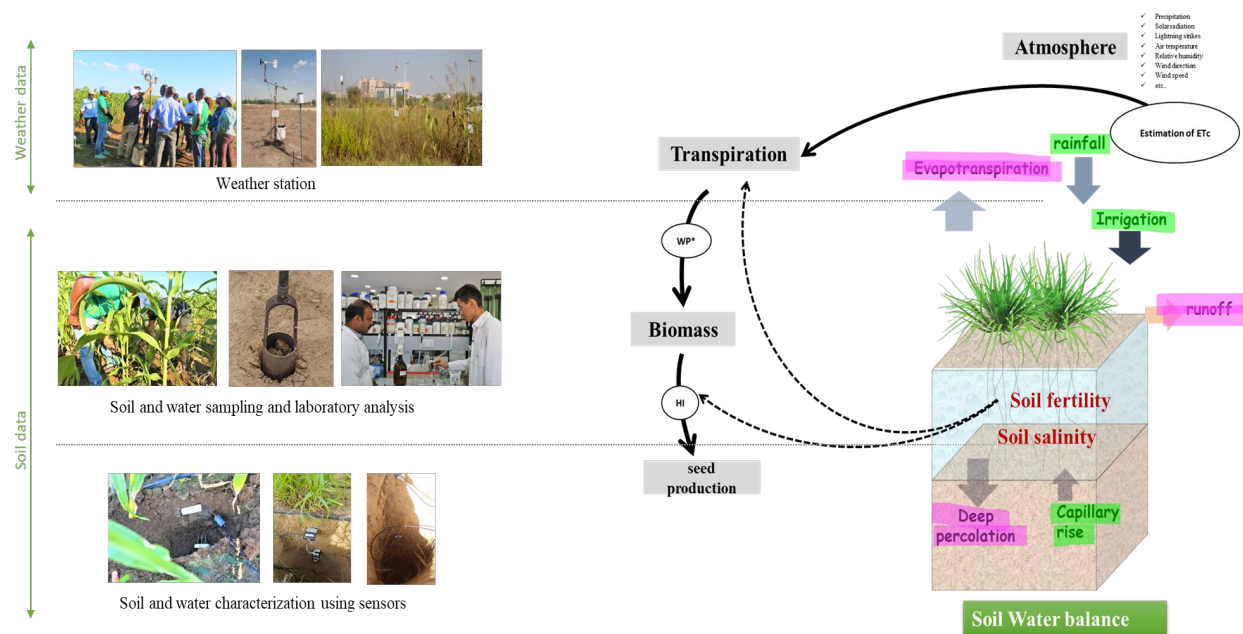 Weather data
Weather station
Soil data
Soil and water sampling and laboratory analysis
Soil and water characterization using sensors
Atmosphere
Precipitation
Solar radiation
Lightning strikes
Air temperature
Relative humidity
Wind direction
Wind speed
etc..
Estimation of ETc
Transpiration
rainfall
Evapotranspiration
Irrigation
WP*
Biomass
HI
seed
production
runoff
Soil fertility
Soil salinity
Deep
percolation
Capillary
rise
Soil Water balance